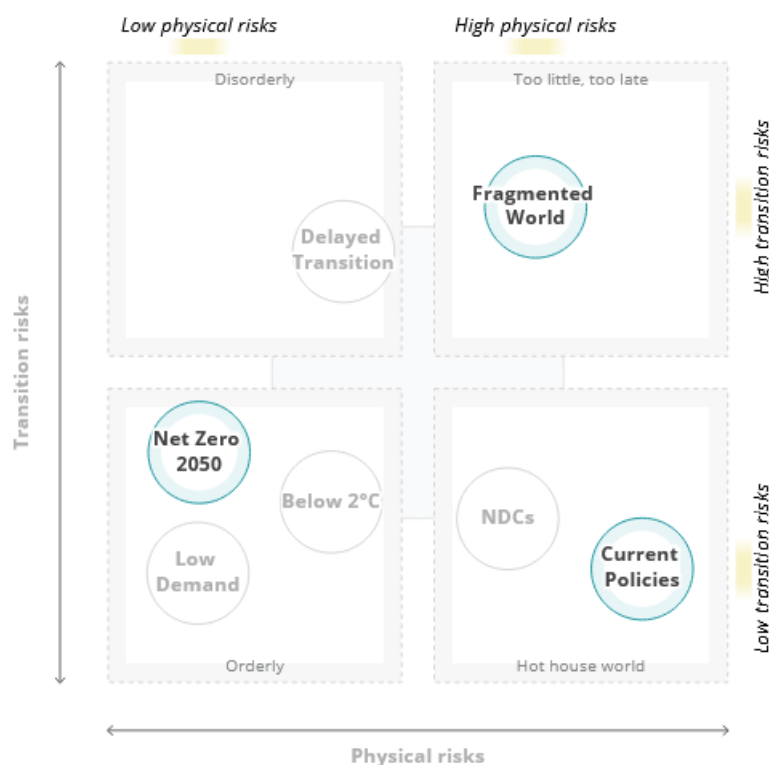 Low physical risks
High physical risks
Disorderly
Too little, too late
Fragmented
World
Delayed
Transition
High transition risks
Transition risks
Net Zero
2050
Below 2°C
NDCs
Low
Demand
Current
Policies
Low transition risks
Orderly
Hot house world
Physical risks